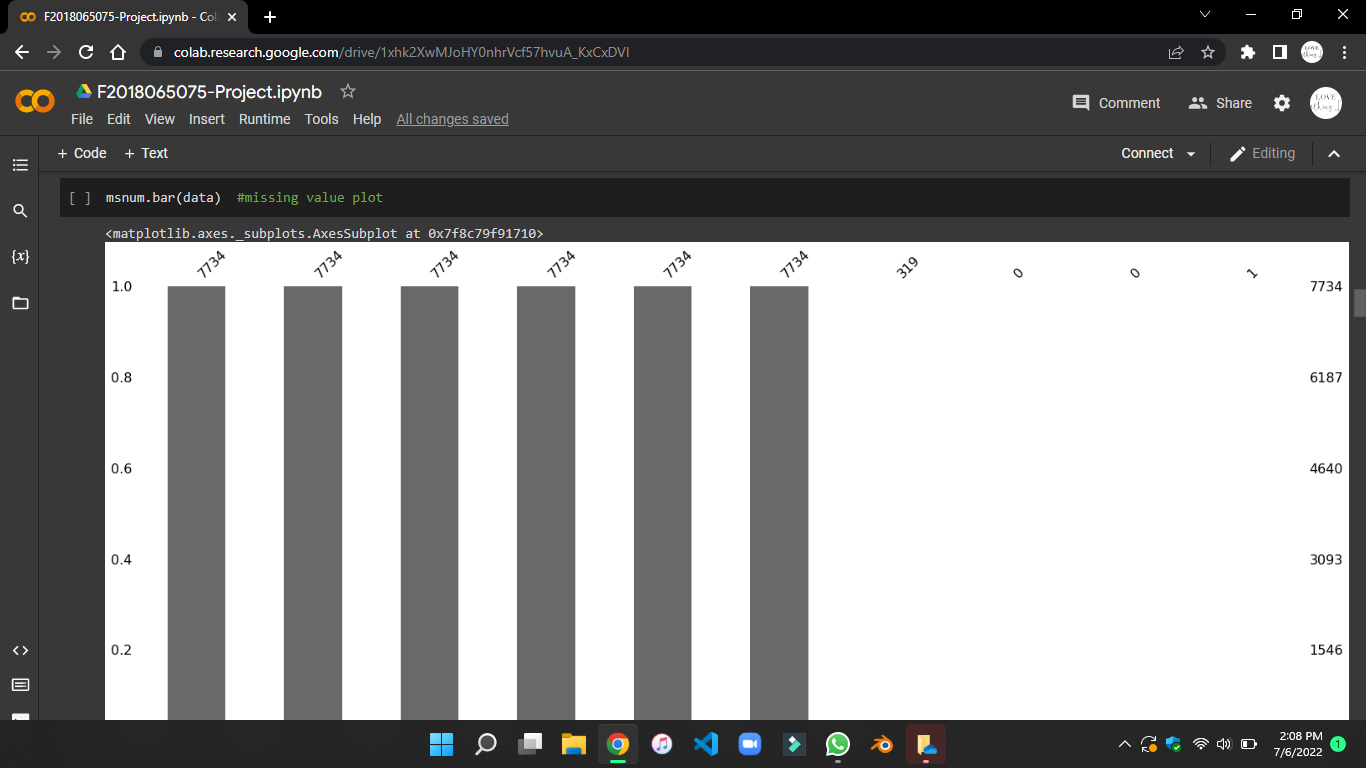 F2018065075-Project.ipynb - Col
colab.research.google.com/drive/1xhk2XwMJoHY0nhrVcf57hvuA_KxCxDVI
F2018065075-Project.ipynb
File Edit View Insert Runtime Tools Help All changes saved
Comment Share
+ Code + Text
Connect Editing
[ ] msnum.bar(data) #missing value plot
<matplotlib.axes._subplots.AxesSubplot at 0x7f8c79f91710>
7734 7734 7734 7734 7734 7734 319 0 0 1
1.0 7734
0.8 6187
0.6 4640
0.4 3093
0.2 1546
{x}
2:08 PM
7/6/2022
1